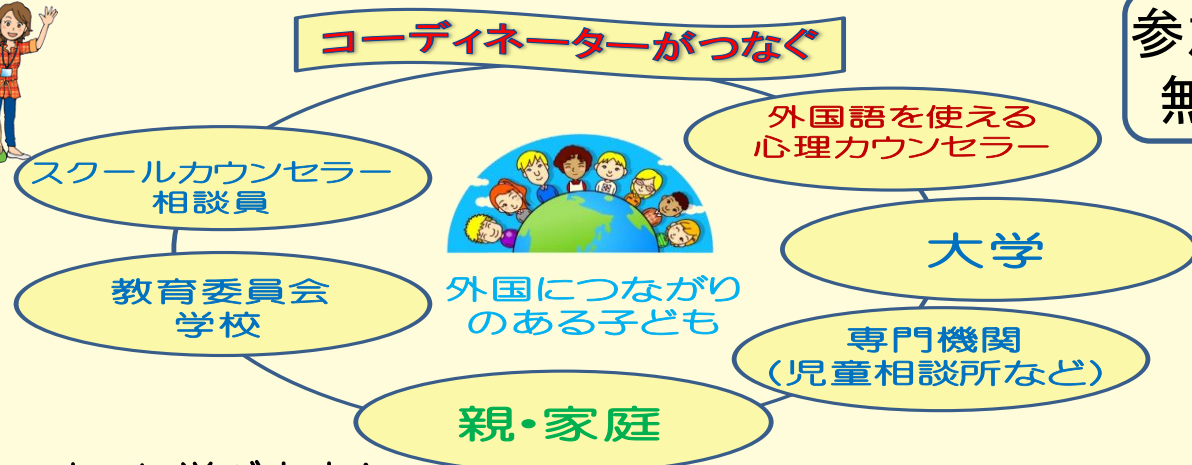 コーディネーターがつなぐ
外国語を使える
心理カウンセラー
スクールカウンセラー
相談員
大学
教育委員会
学校
外国につながり
のある子ども
専門機関
（児童相談所など）
親・家庭